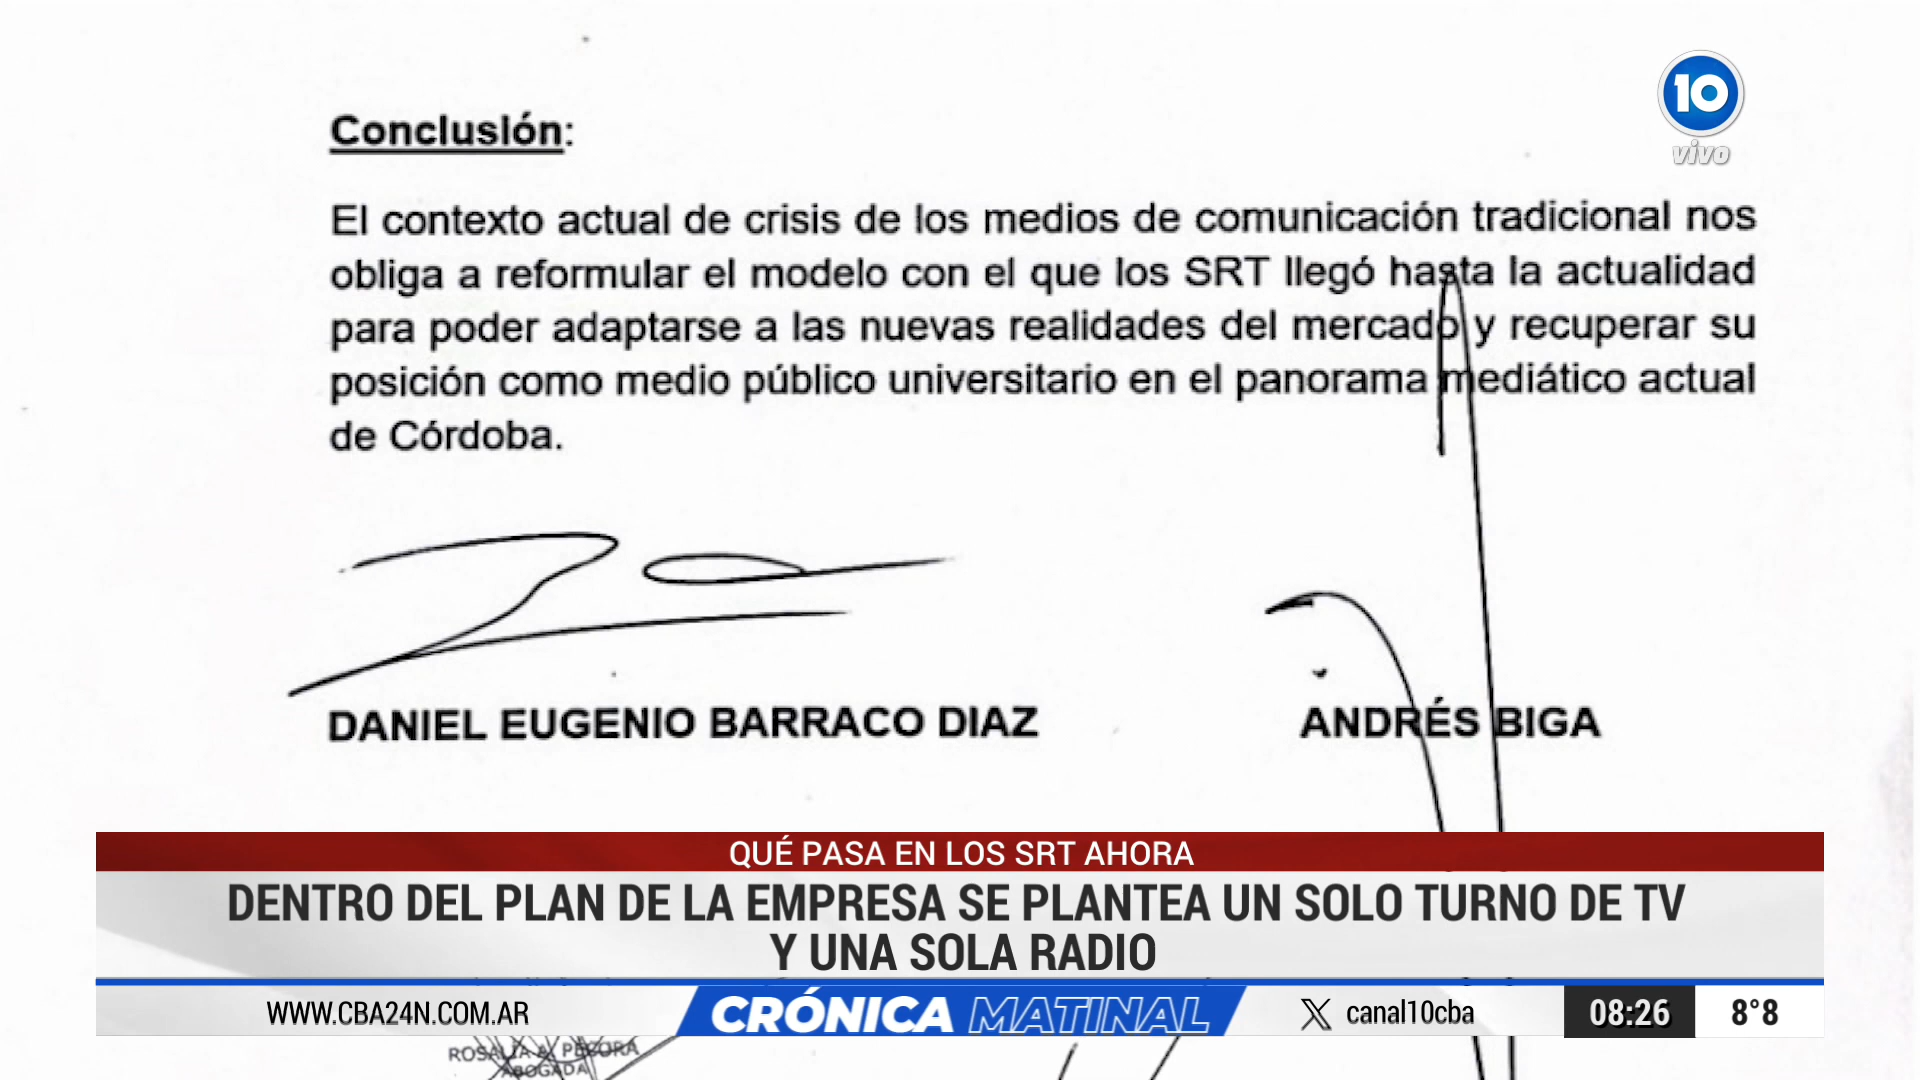 10
vivo
Conclusión:
El contexto actual de crisis de los medios de comunicación tradicional nos
obliga a reformular el modelo con el que los SRT llegó hasta la actualidad
para poder adaptarse a las nuevas realidades del mercado y recuperar su
posición como medio público universitario en el panorama mediático actual
de Córdoba.
DANIEL EUGENIO BARRACO DIAZ ANDRÉS BIGA
QUÉ PASA EN LOS SRT AHORA
DENTRO DEL PLAN DE LA EMPRESA SE PLANTEA UN SOLO TURNO DE TV
Y UNA SOLA RADIO
WWW.CBA24N.COM.AR CRÓNICA MATINAL X canal10cba 08:26 8°8
ROSALIA A. PECORA
ABOGADA